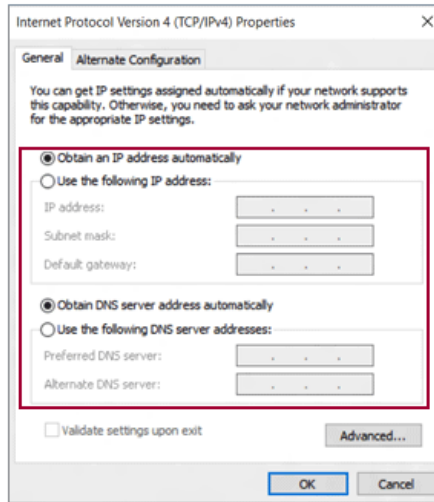 Internet Protocol Version 4 (TCP/IPv4) Properties
General
Alternate Configuration
You can get IP settings assigned automatically if your network supports
this capability. Otherwise, you need to ask your network administrator
for the appropriate IP settings.
Obtain an IP address automatically
Use the following IP address:
IP address:
Subnet mask:
Default gateway:
Obtain DNS server address automatically
Use the following DNS server addresses:
Preferred DNS server:
Alternate DNS server:
Validate settings upon exit
Advanced...
OK
Cancel